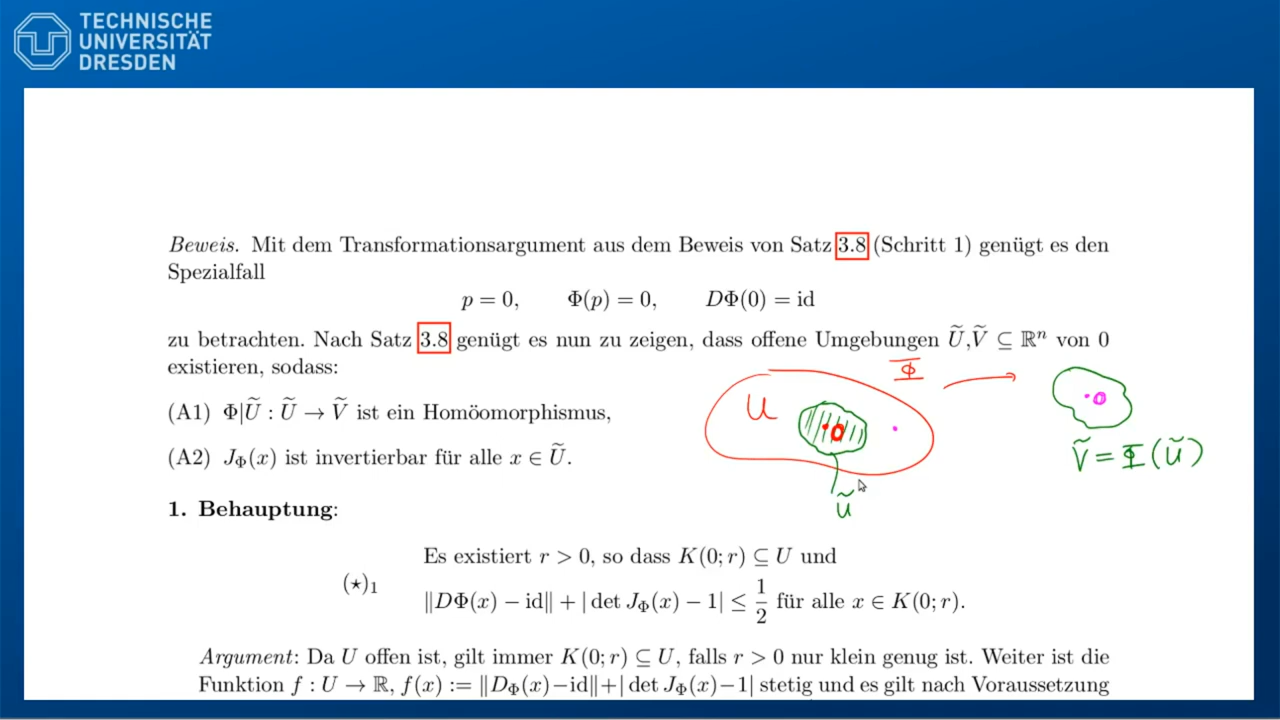 TECHNISCHE
UNIVERSITÄT
DRESDEN
Beweis. Mit dem Transformationsargument aus dem Beweis von Satz 3.8 (Schritt 1) genügt es den
Spezialfall
p = 0, Φ(p) = 0, DΦ(0) = id
zu betrachten. Nach Satz 3.8 genügt es nun zu zeigen, dass offene Umgebungen Ũ,Ṽ ⊆ ℝⁿ von 0
existieren, sodass:
Φ
(A1) Φ|Ũ : Ũ → Ṽ ist ein Homöomorphismus,
U
0
0
(A2) J_Φ(x) ist invertierbar für alle x ∈ Ũ.
Ṽ = Φ(Ũ)
Ũ
1. Behauptung:
Es existiert r > 0, so dass K(0; r) ⊆ U und
(⋆)₁
‖DΦ(x) − id‖ + | det J_Φ(x) − 1| ≤ 1/2 für alle x ∈ K(0; r).
Argument: Da U offen ist, gilt immer K(0; r) ⊆ U, falls r > 0 nur klein genug ist. Weiter ist die
Funktion f : U → ℝ, f(x) := ‖D_Φ(x)−id‖+| det J_Φ(x)−1| stetig und es gilt nach Voraussetzung